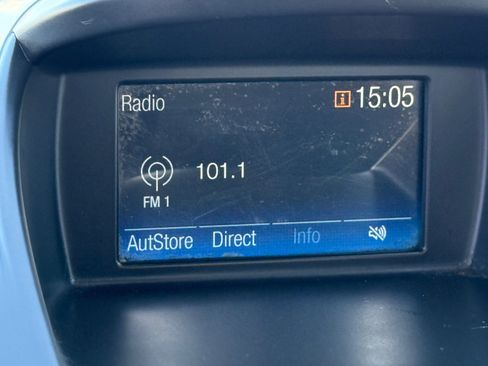 Radio
i 15:05
101.1
FM 1
AutStore Direct Info